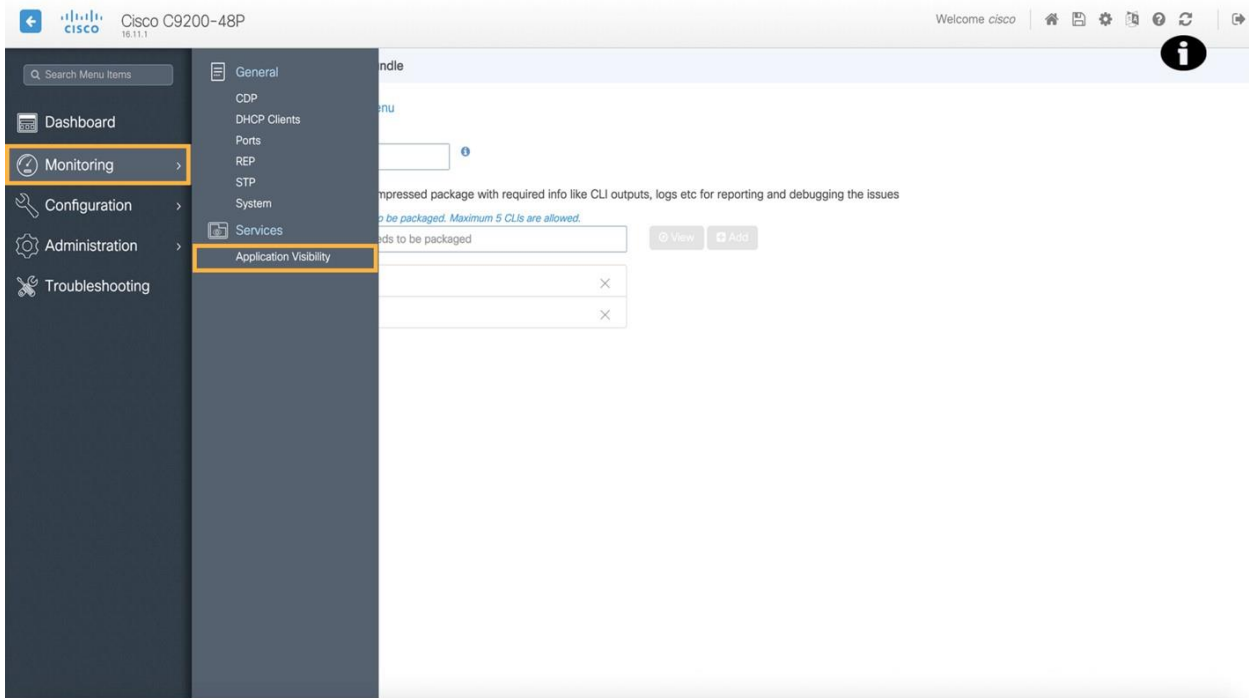 CISCO
Cisco C9200-48P
16.11.1
Welcome cisco
Search Menu Items
Dashboard
Monitoring
Configuration
Administration
Troubleshooting
General
CDP
DHCP Clients
Ports
REP
STP
System
Services
Application Visibility
ndle
enu
mpressed package with required info like CLI outputs, logs etc for reporting and debugging the issues
o be packaged. Maximum 5 CLIs are allowed.
eds to be packaged
View
Add